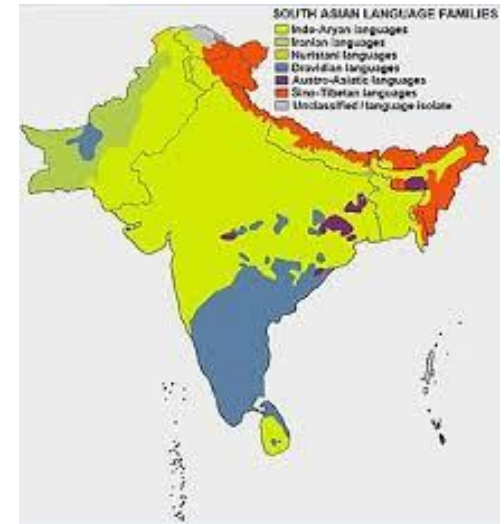 SOUTH ASIAN LANGUAGE FAMILIES
Indo-Aryan languages
Iranian languages
Nuristani languages
Dravidian languages
Austro-Asiatic languages
Sino-Tibetan languages
Unclassified / language isolate